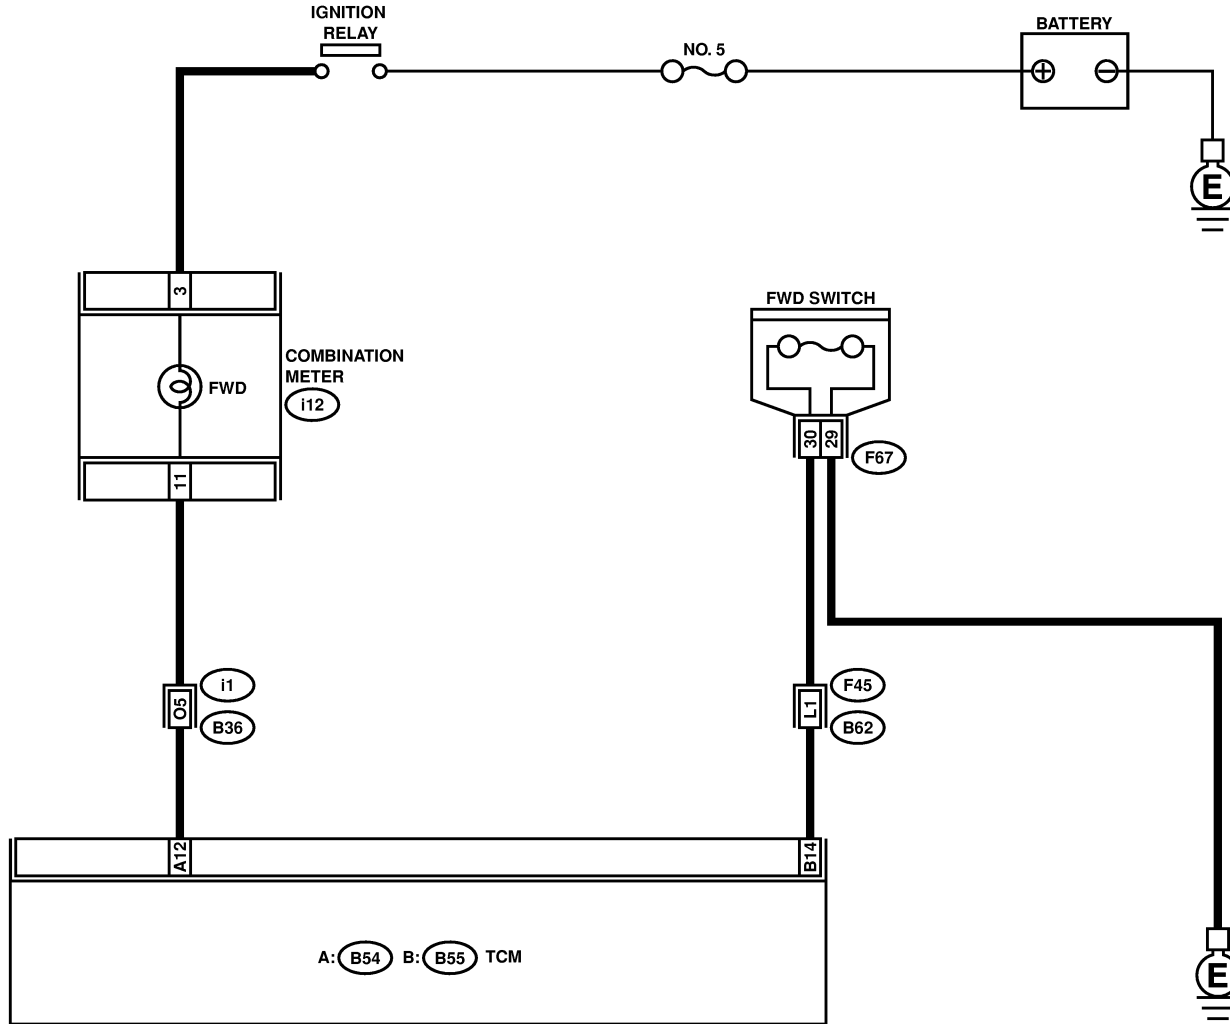 IGNITION
RELAY
NO. 5
BATTERY
E
3
FWD SWITCH
COMBINATION
METER
FWD
i12
30
29
F67
11
i1
O5
B36
F45
L1
B62
A12
B14
A: B54 B: B55 TCM
E